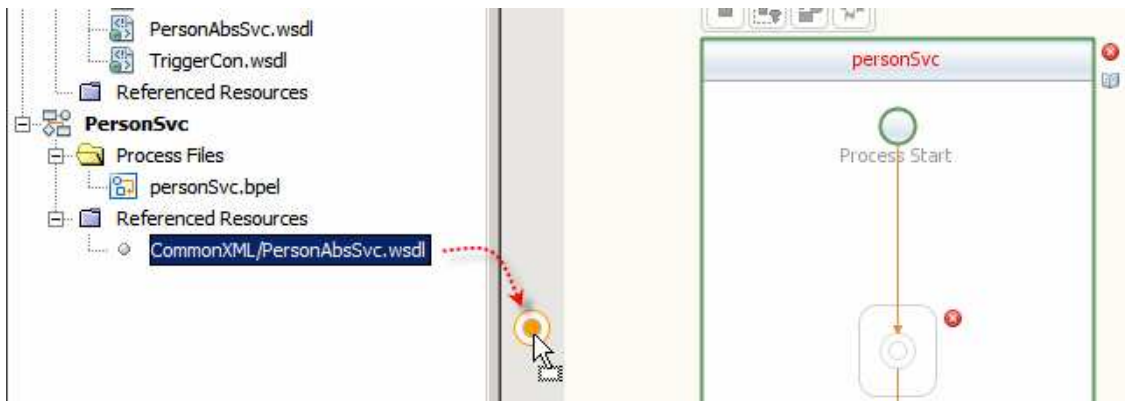 PersonAbsSvc.wsdl
TriggerCon.wsdl
Referenced Resources
PersonSvc
Process Files
personSvc.bpel
Referenced Resources
CommonXML/PersonAbsSvc.wsdl
personSvc
Process Start